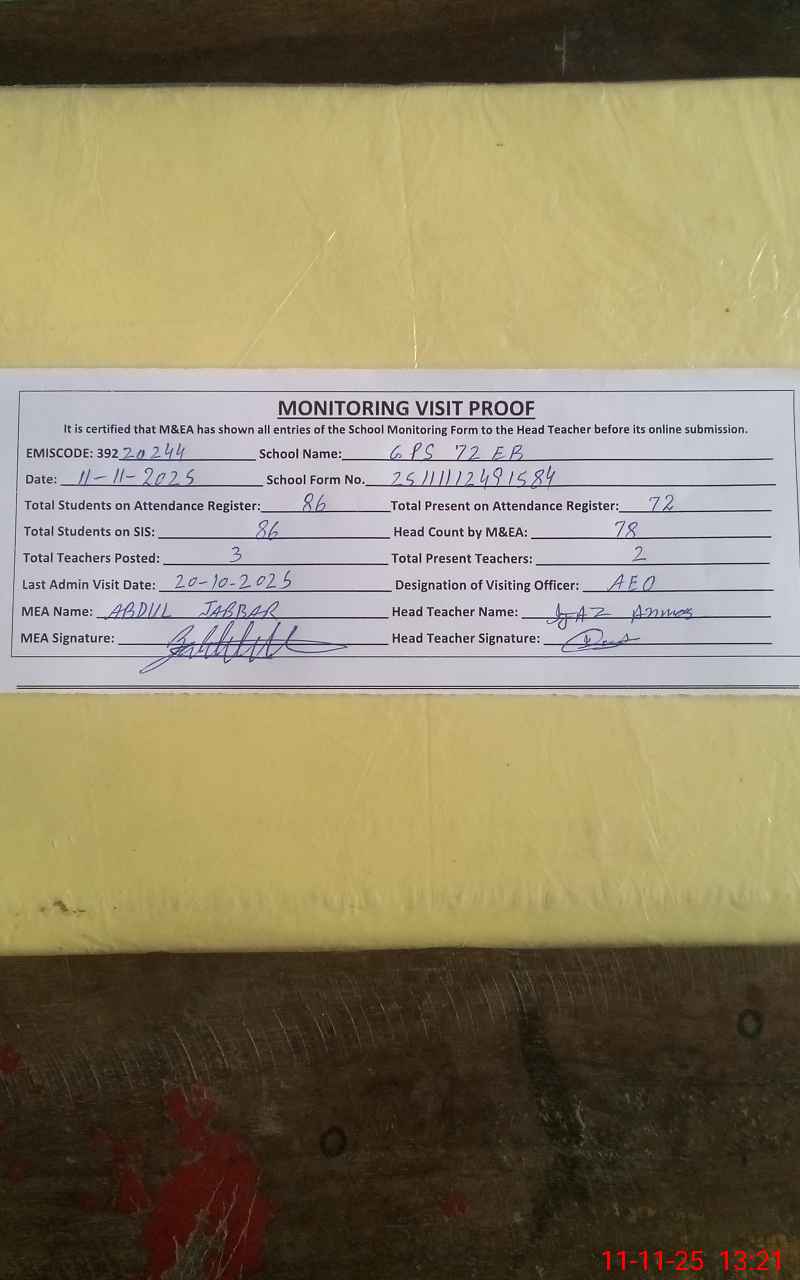 MONITORING VISIT PROOF
It is certified that M&EA has shown all entries of the School Monitoring Form to the Head Teacher before its online submission.
EMISCODE: 39220244 School Name: GPS 72 EB
Date: 11-11-2025 School Form No. 25111112491584
Total Students on Attendance Register: 86 Total Present on Attendance Register: 72
Total Students on SIS: 86 Head Count by M&EA: 78
Total Teachers Posted: 3 Total Present Teachers: 2
Last Admin Visit Date: 20-10-2025 Designation of Visiting Officer: AEO
MEA Name: ABDUL JABBAR Head Teacher Name:
MEA Signature: Head Teacher Signature:
11-11-25 13:21